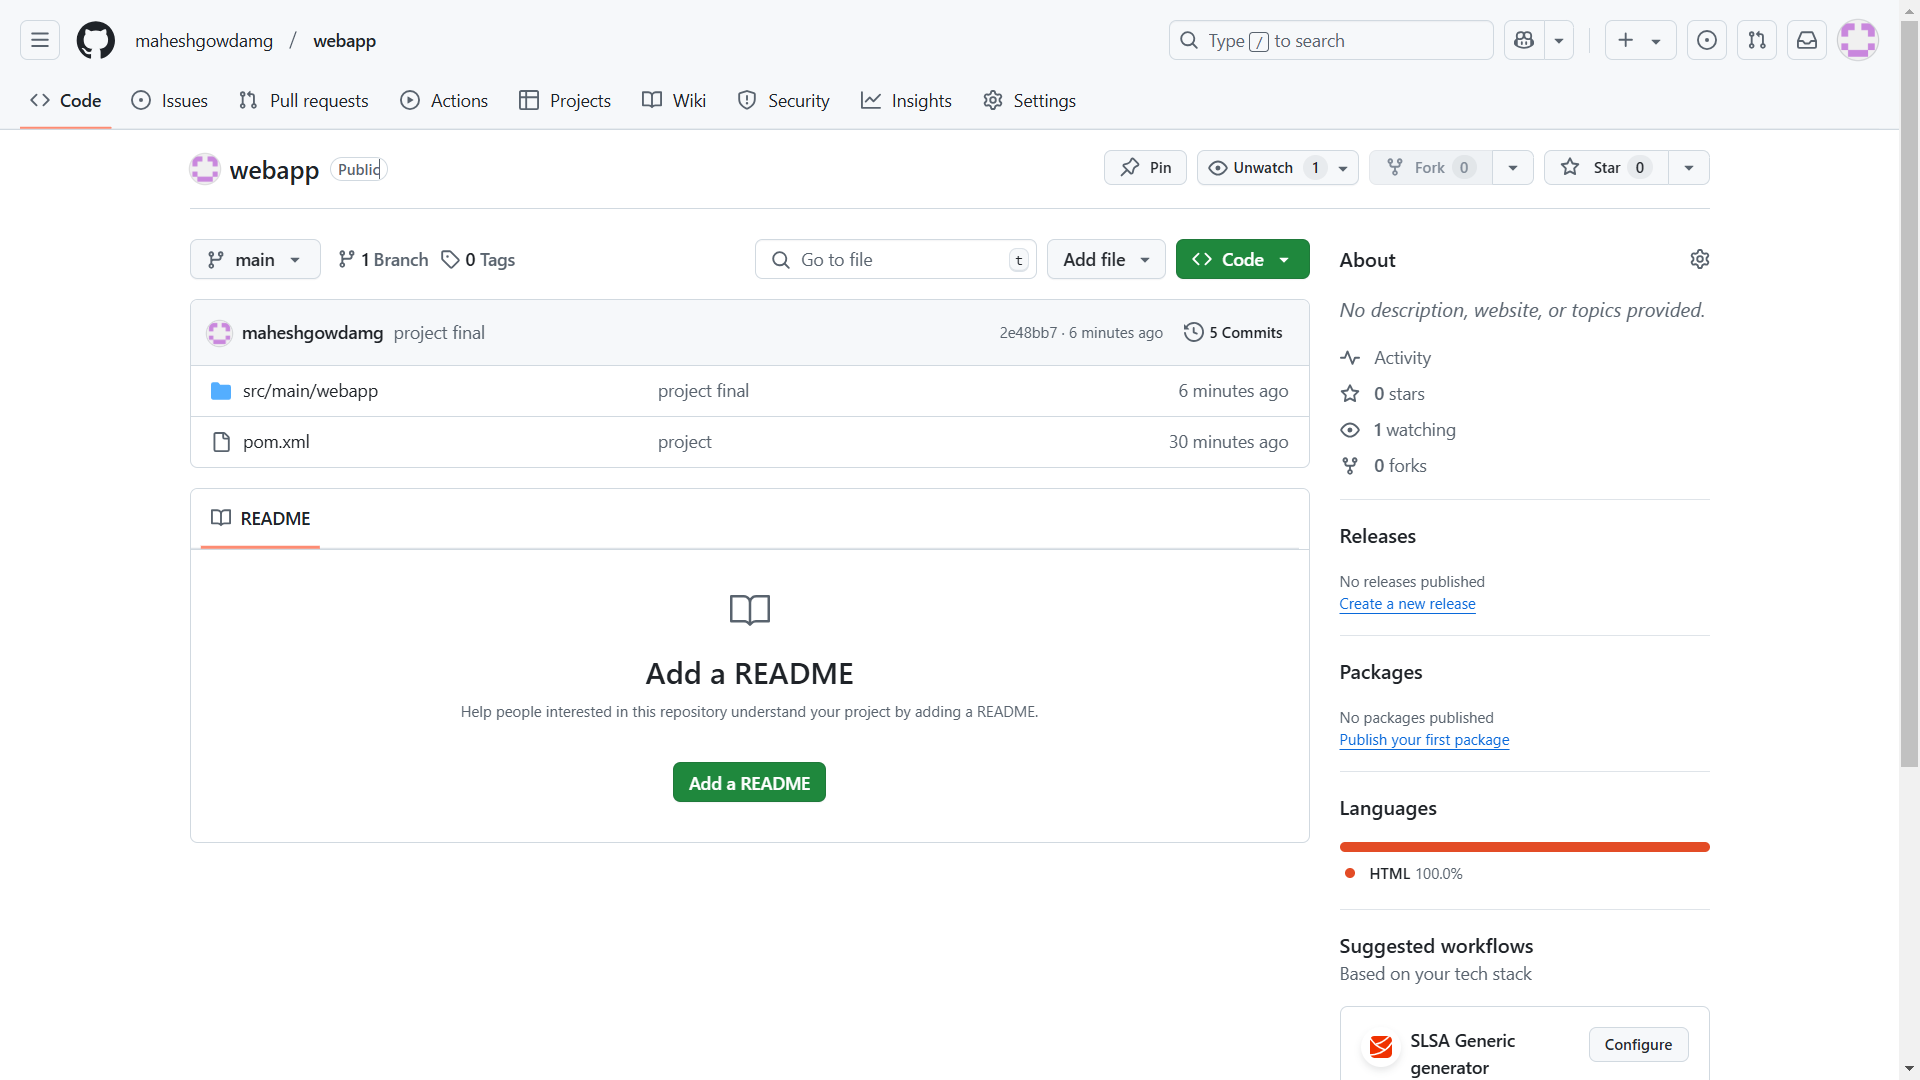 maheshgowdamg / webapp
Type / to search
Code Issues Pull requests Actions Projects Wiki Security Insights Settings
webapp Public
Pin Unwatch 1 Fork 0 Star 0
main 1 Branch 0 Tags Go to file t Add file Code
maheshgowdamg project final 2e48bb7 · 6 minutes ago 5 Commits
src/main/webapp project final 6 minutes ago
pom.xml project 30 minutes ago
README
Add a README
Help people interested in this repository understand your project by adding a README.
Add a README
About
No description, website, or topics provided.
Activity
0 stars
1 watching
0 forks
Releases
No releases published
Create a new release
Packages
No packages published
Publish your first package
Languages
HTML 100.0%
Suggested workflows
Based on your tech stack
SLSA Generic
generator
Configure